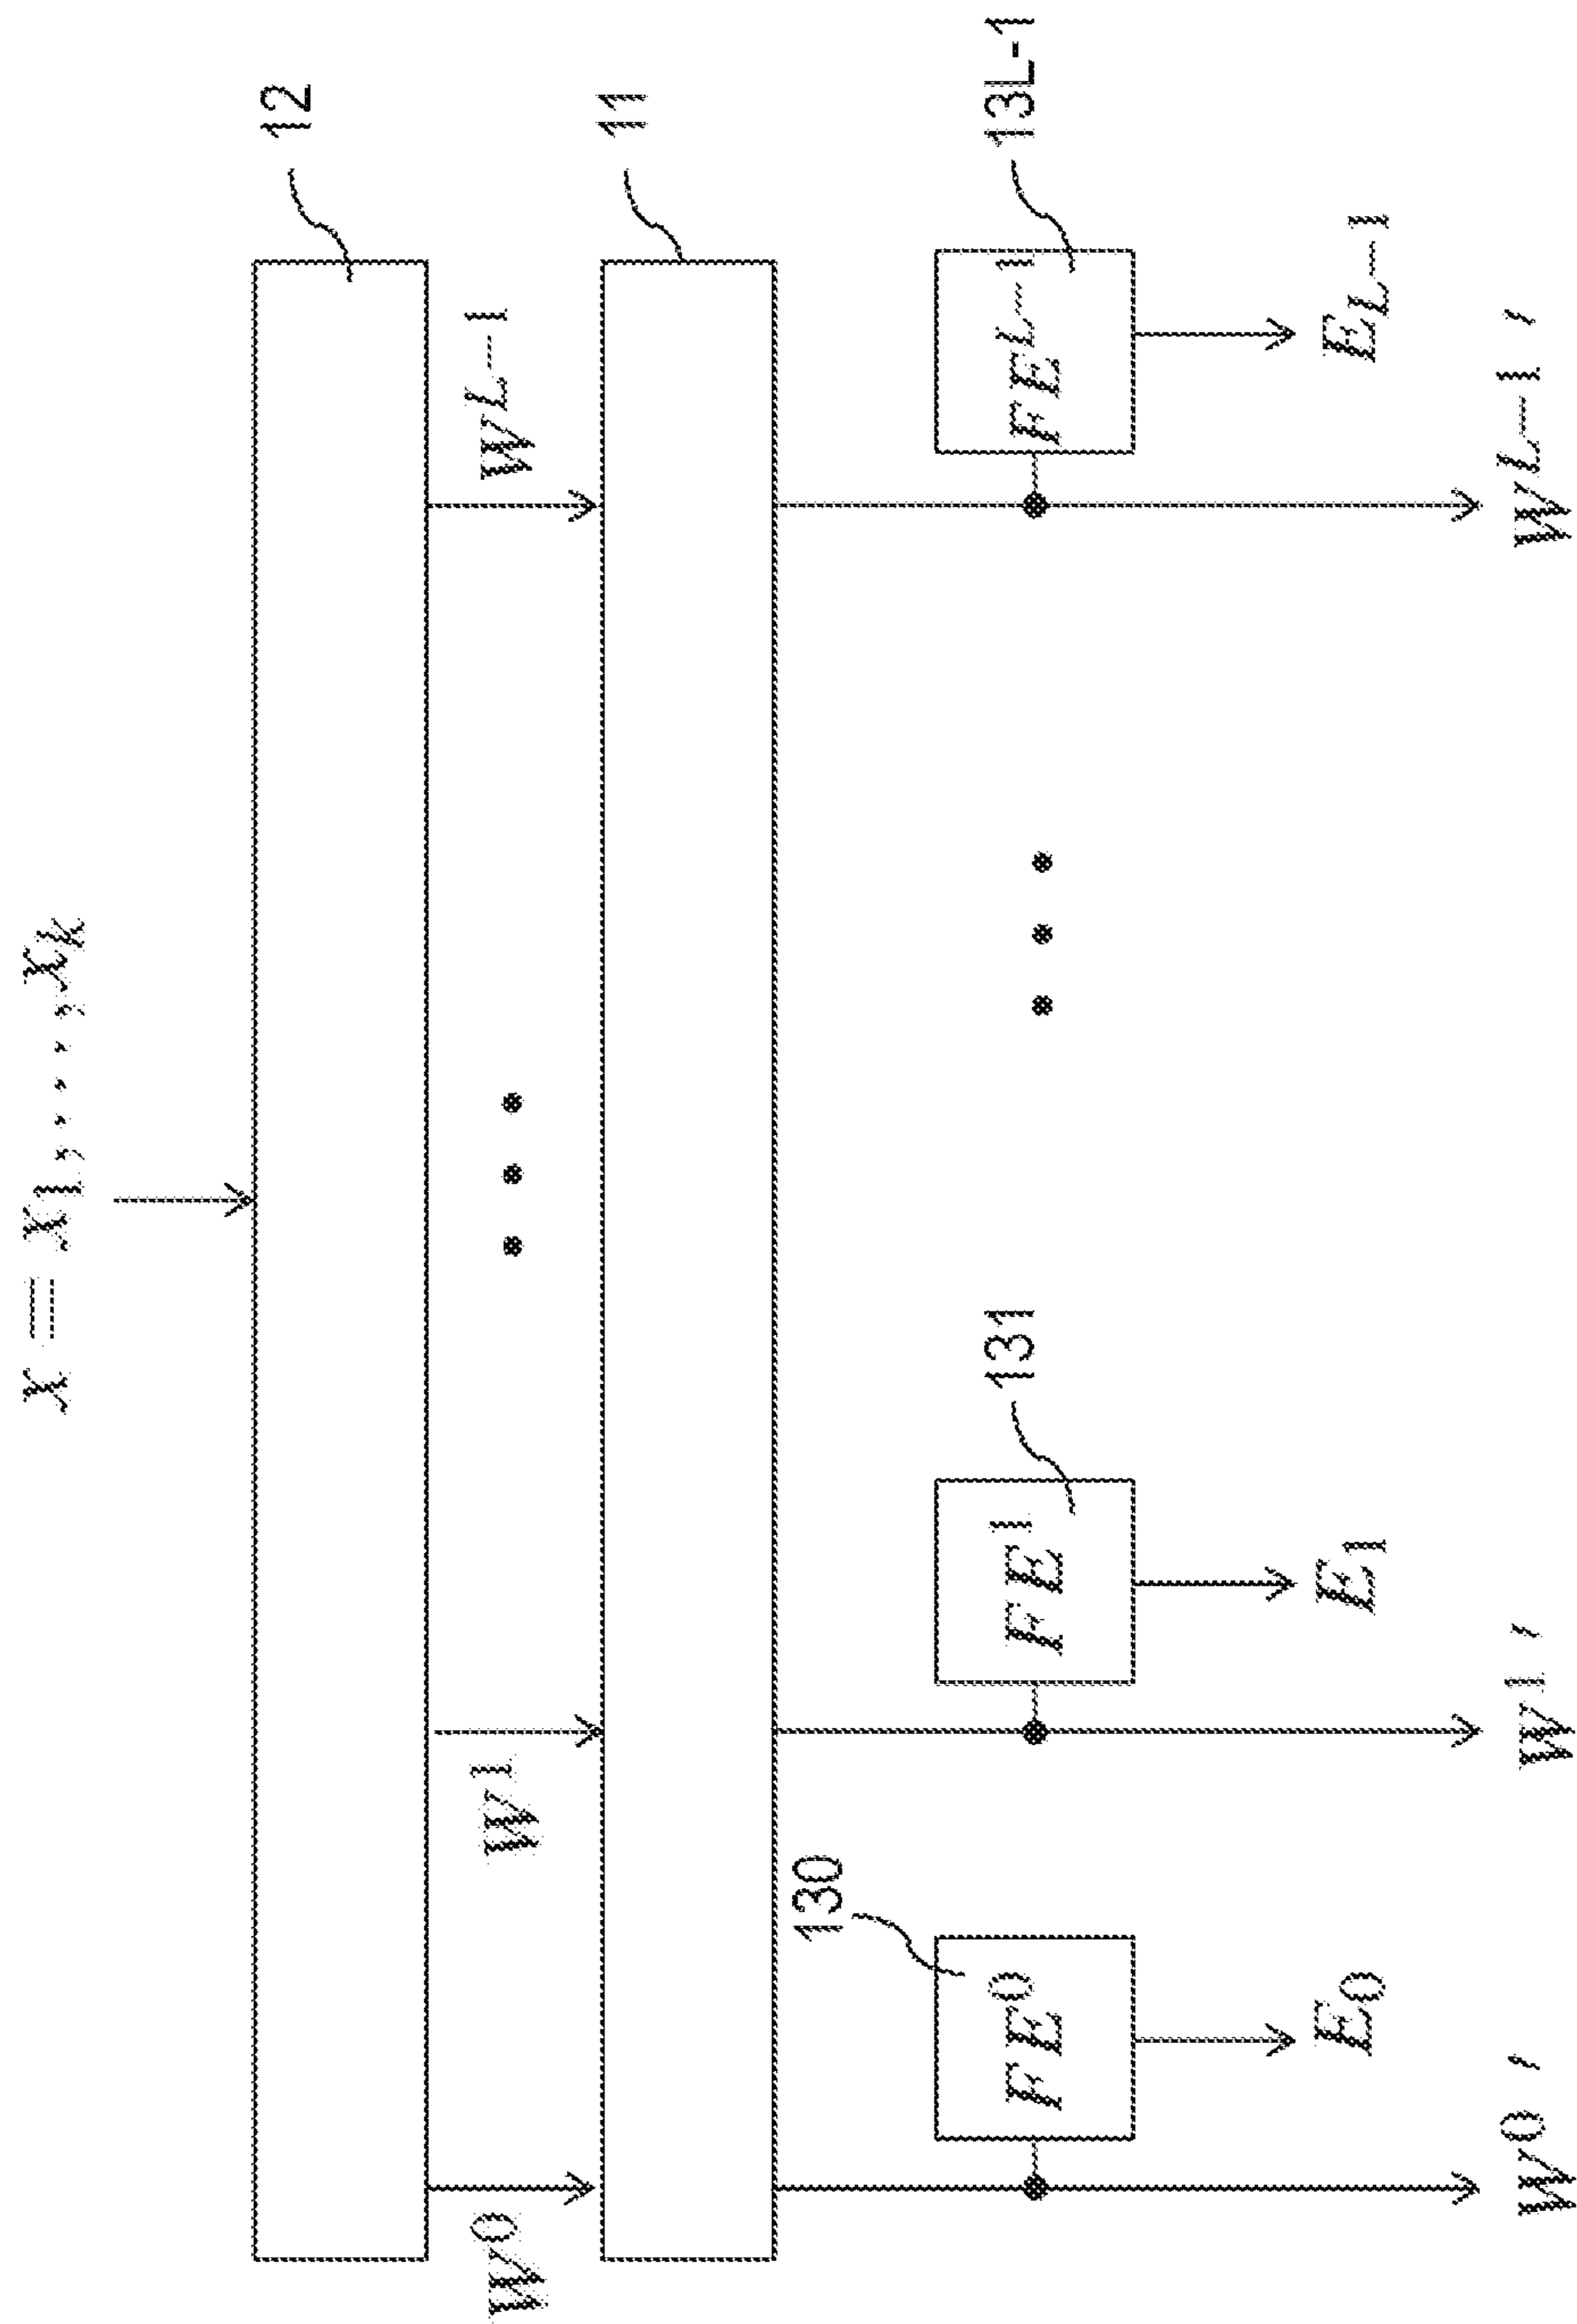 X = X₁, . . . , Xₖ
12
W⁰
W¹
Wᴸ⁻¹
11
130
131
13L-1
FE⁰
FE¹
FEᴸ⁻¹
E₀
E₁
E_{L−1}
W⁰ ′
W¹ ′
Wᴸ⁻¹ ′